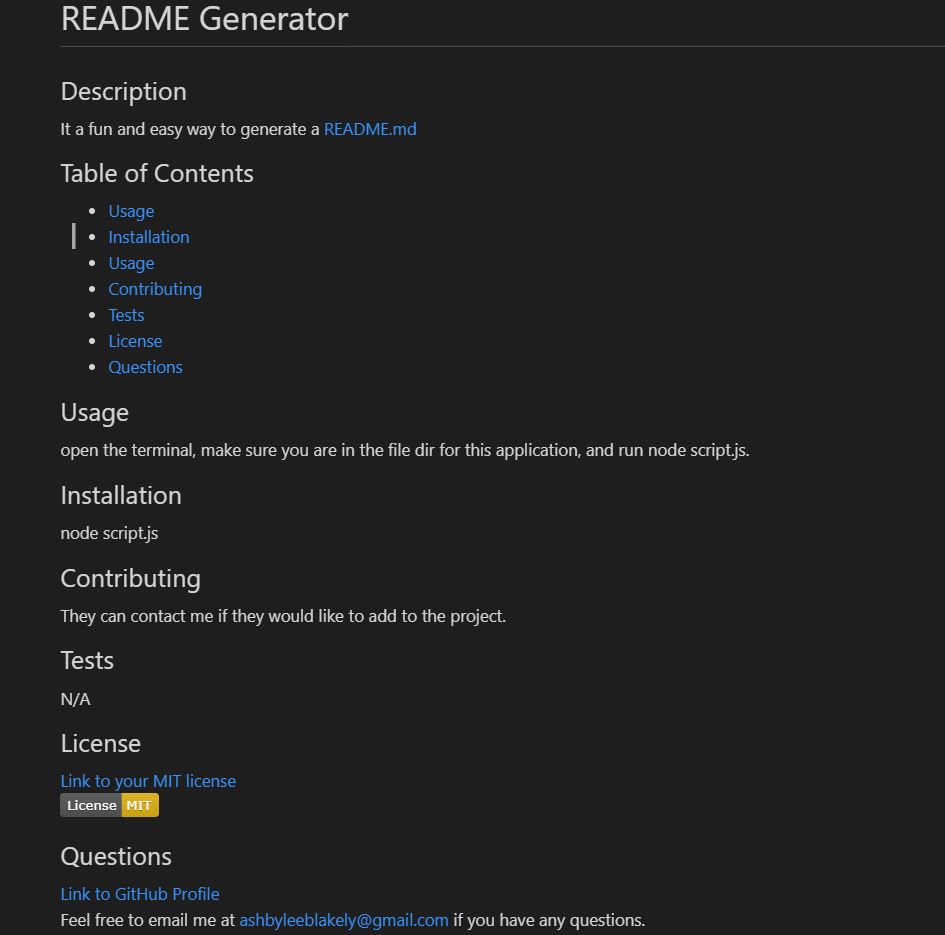 README Generator
Description
It a fun and easy way to generate a README.md
Table of Contents
Usage
Installation
Usage
Contributing
Tests
License
Questions
Usage
open the terminal, make sure you are in the file dir for this application, and run node script.js.
Installation
node script.js
Contributing
They can contact me if they would like to add to the project.
Tests
N/A
License
Link to your MIT license
License MIT
Questions
Link to GitHub Profile
Feel free to email me at ashbyleeblakely@gmail.com if you have any questions.